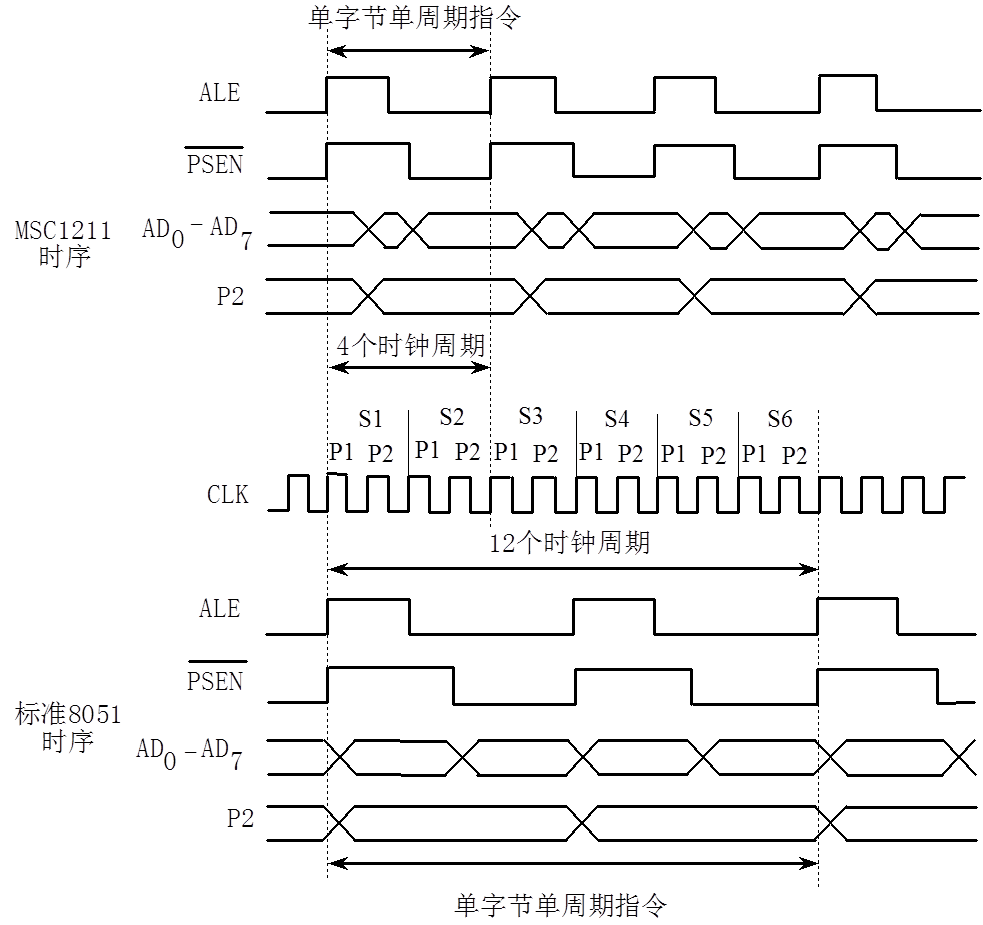 单字节单周期指令
ALE
PSEN
MSC1211
时序
AD0-AD7
P2
4个时钟周期
S1 S2 S3 S4 S5 S6
P1 P2 P1 P2 P1 P2 P1 P2 P1 P2 P1 P2
CLK
12个时钟周期
ALE
PSEN
标准8051
时序
AD0-AD7
P2
单字节单周期指令